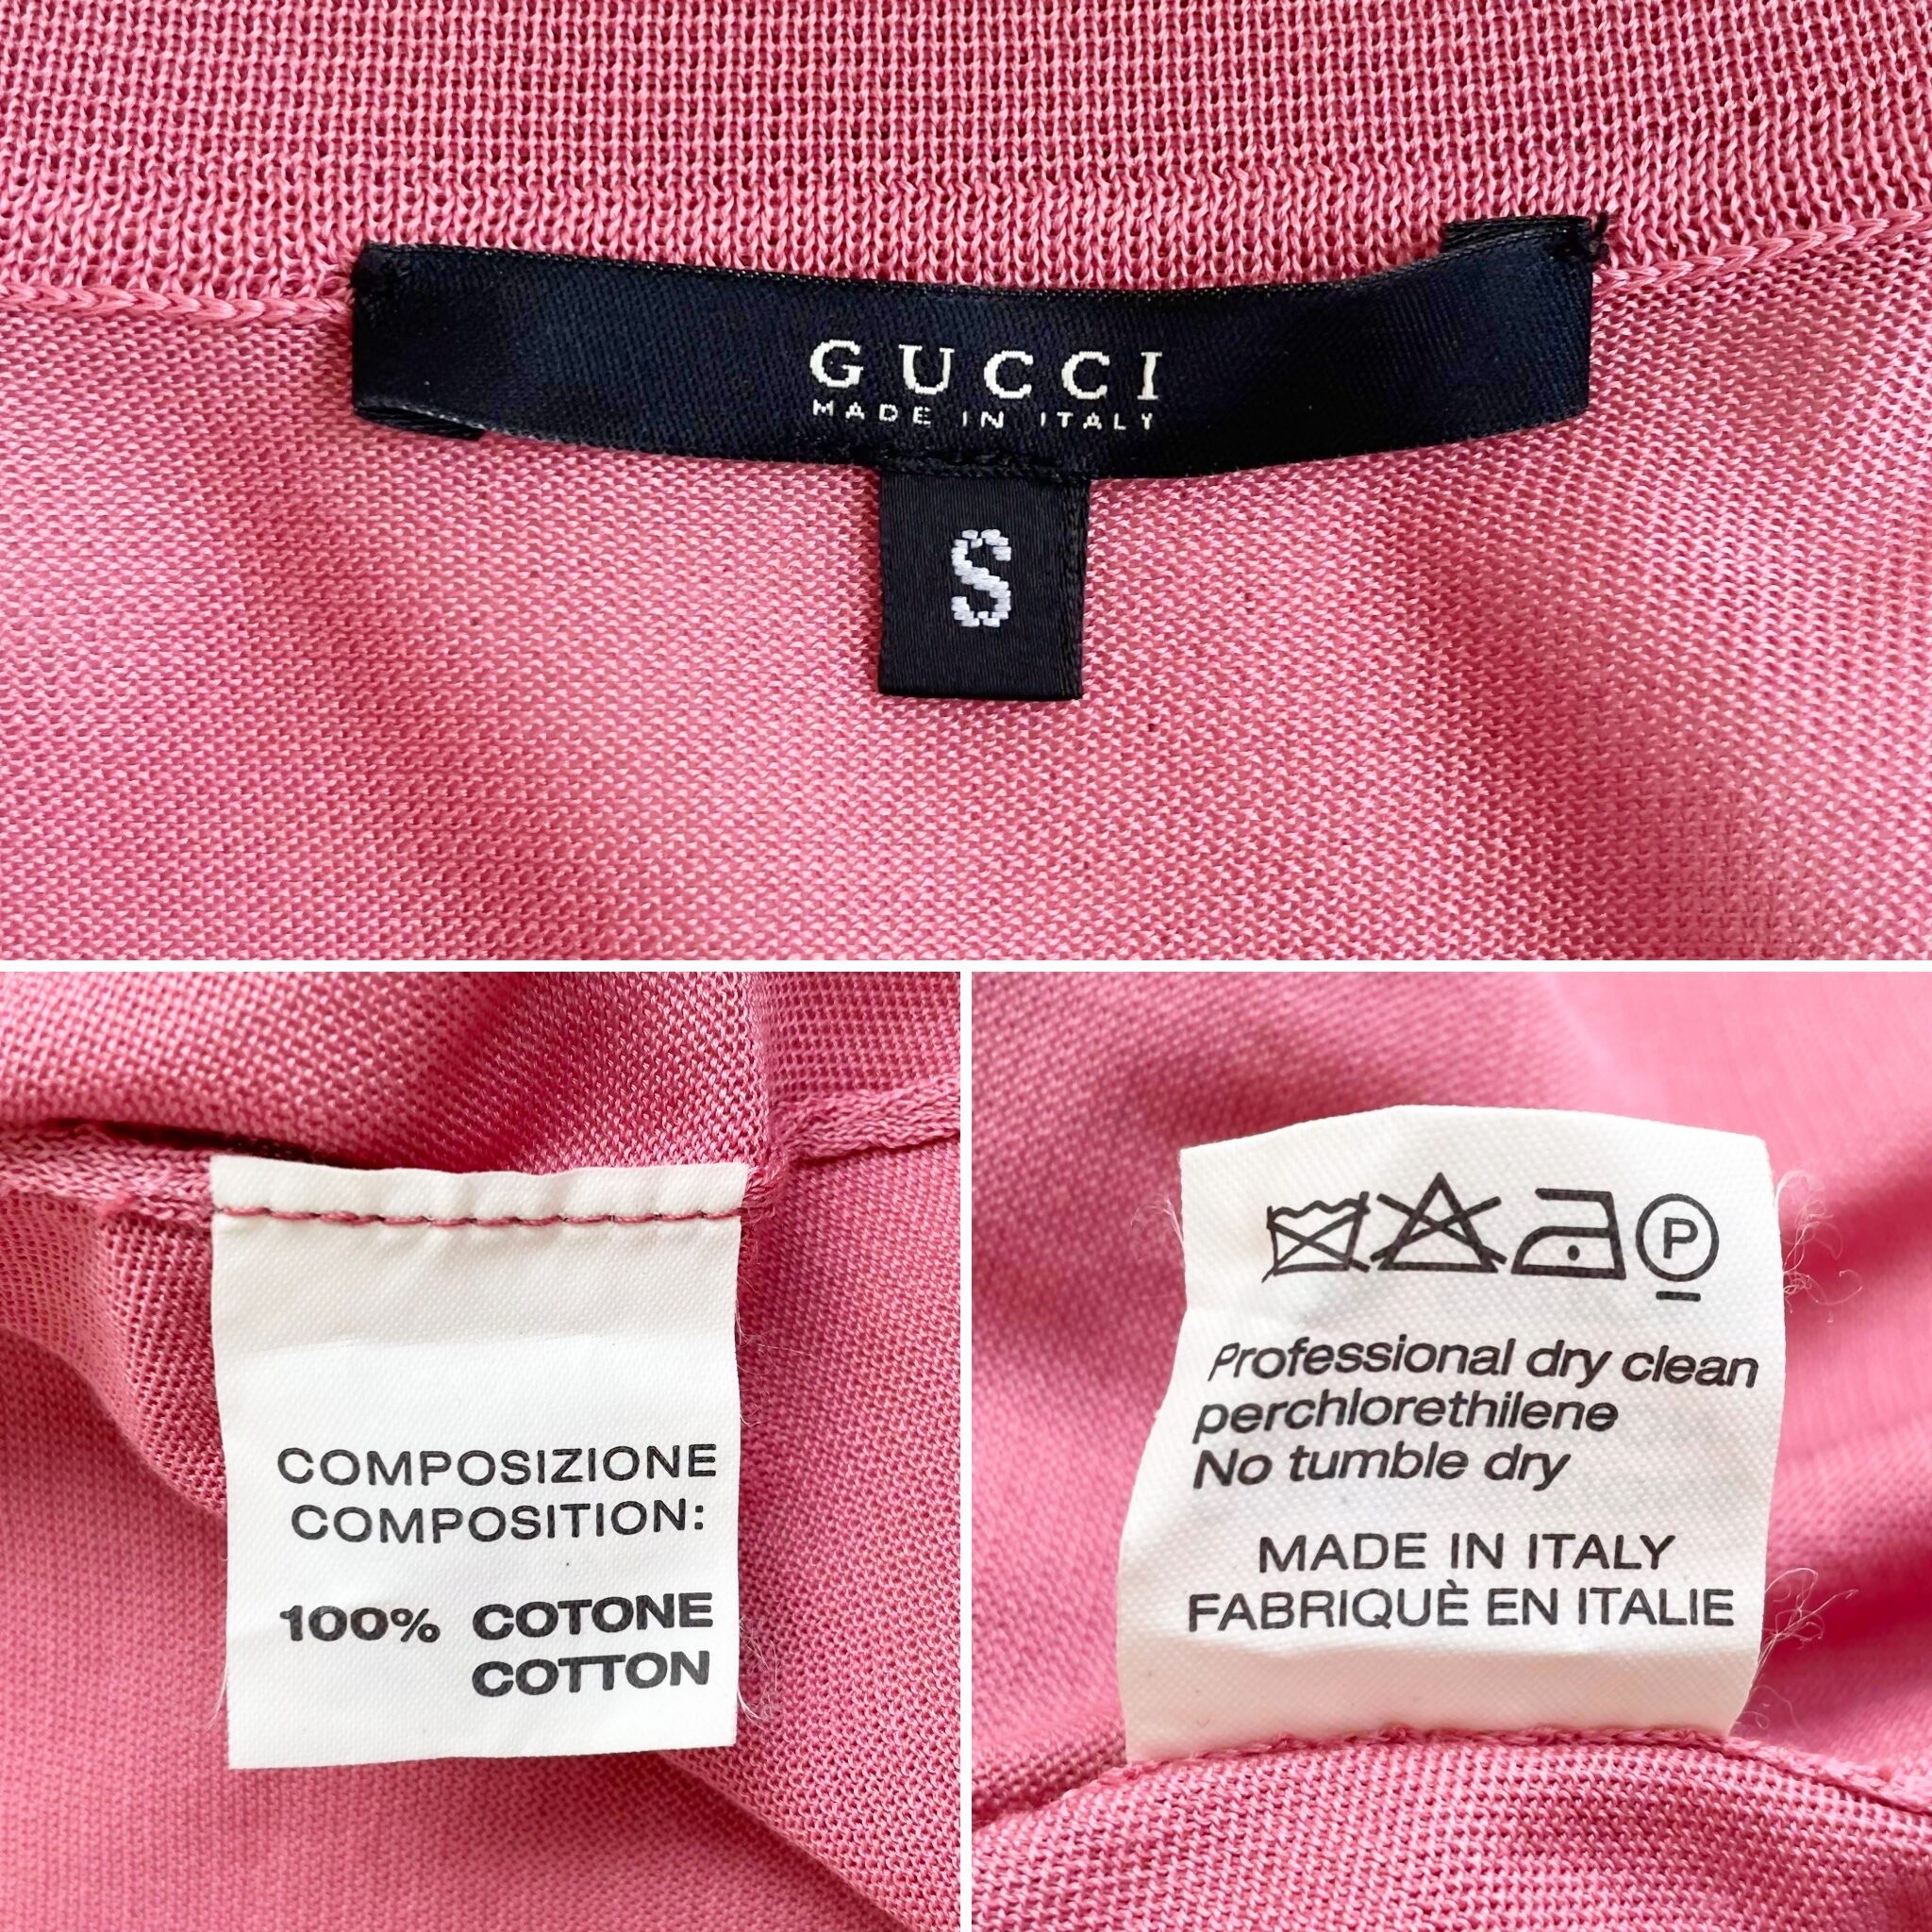 GUCCI
MADE IN ITALY
S
COMPOSIZIONE
COMPOSITION:
100% COTONE
COTTON
P
Professional dry clean
perchlorethilene
No tumble dry
MADE IN ITALY
FABRIQUÈ EN ITALIE